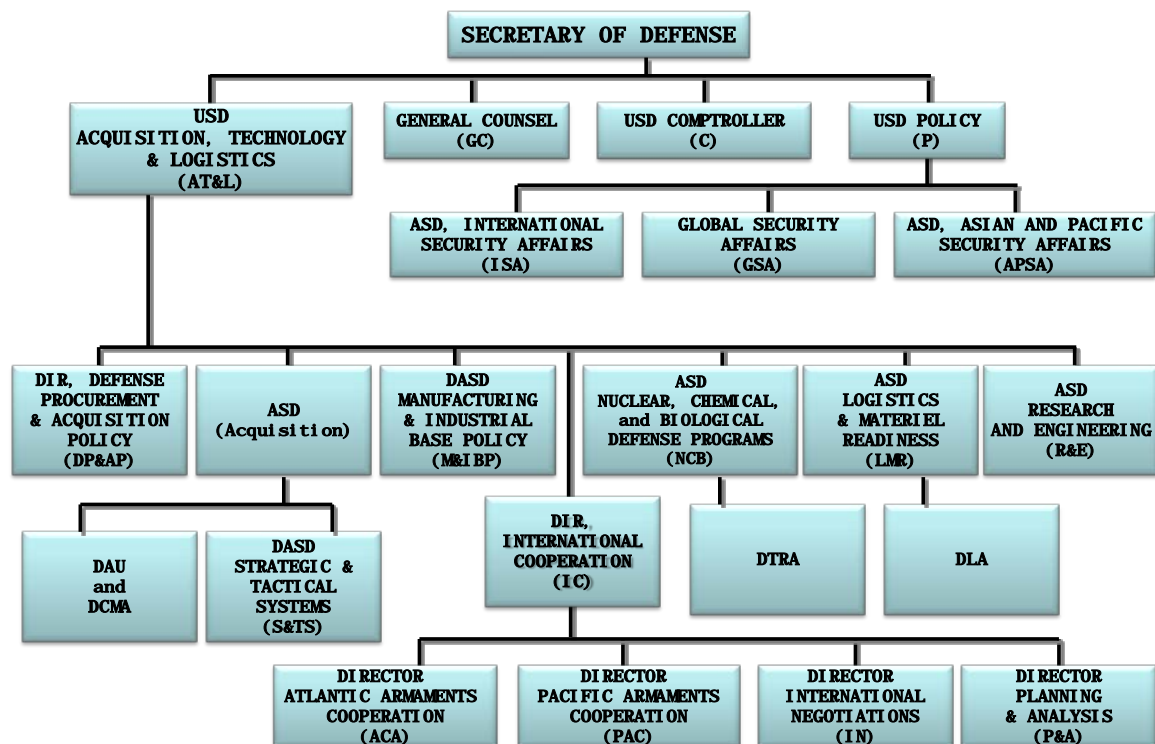 SECRETARY OF DEFENSE
USD
ACQUISITION, TECHNOLOGY
& LOGISTICS
(AT&L)
GENERAL COUNSEL
(GC)
USD COMPTROLLER
(C)
USD POLICY
(P)
ASD, INTERNATIONAL
SECURITY AFFAIRS
(ISA)
GLOBAL SECURITY
AFFAIRS
(GSA)
ASD, ASIAN AND PACIFIC
SECURITY AFFAIRS
(APSA)
DIR, DEFENSE
PROCUREMENT
& ACQUISITION
POLICY
(DP&AP)
ASD
(Acquisition)
DASD
MANUFACTURING
& INDUSTRIAL
BASE POLICY
(M&IBP)
ASD
NUCLEAR, CHEMICAL,
and BIOLOGICAL
DEFENSE PROGRAMS
(NCB)
ASD
LOGISTICS
& MATERIEL
READINESS
(LMR)
ASD
RESEARCH
AND ENGINEERING
(R&E)
DAU
and
DCMA
DASD
STRATEGIC &
TACTICAL
SYSTEMS
(S&TS)
DIR,
INTERNATIONAL
COOPERATION
(IC)
DTRA
DLA
DIRECTOR
ATLANTIC ARMAMENTS
COOPERATION
(ACA)
DIRECTOR
PACIFIC ARMAMENTS
COOPERATION
(PAC)
DIRECTOR
INTERNATIONAL
NEGOTIATIONS
(IN)
DIRECTOR
PLANNING
& ANALYSIS
(P&A)